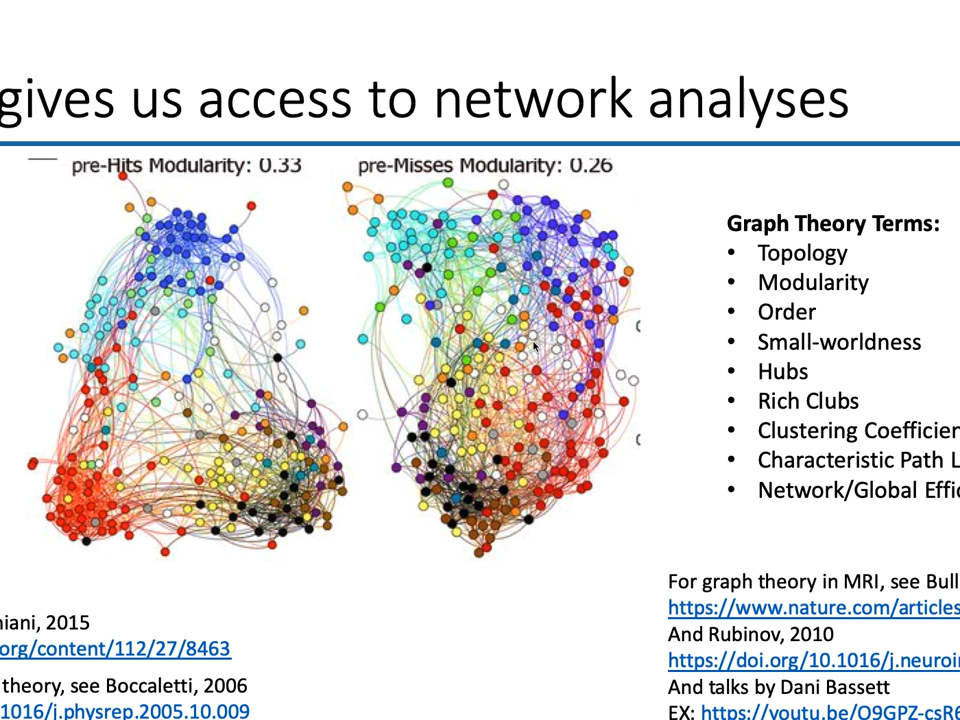 gives us access to network analyses
pre-Hits Modularity: 0.33
pre-Misses Modularity: 0.26
Graph Theory Terms:
• Topology
• Modularity
• Order
• Small-worldness
• Hubs
• Rich Clubs
• Clustering Coefficien
• Characteristic Path L
• Network/Global Effic
niani, 2015
org/content/112/27/8463
theory, see Boccaletti, 2006
1016/j.physrep.2005.10.009
For graph theory in MRI, see Bull
https://www.nature.com/articles
And Rubinov, 2010
https://doi.org/10.1016/j.neuroi
And talks by Dani Bassett
EX: https://youtu.be/O9GPZ-csR6